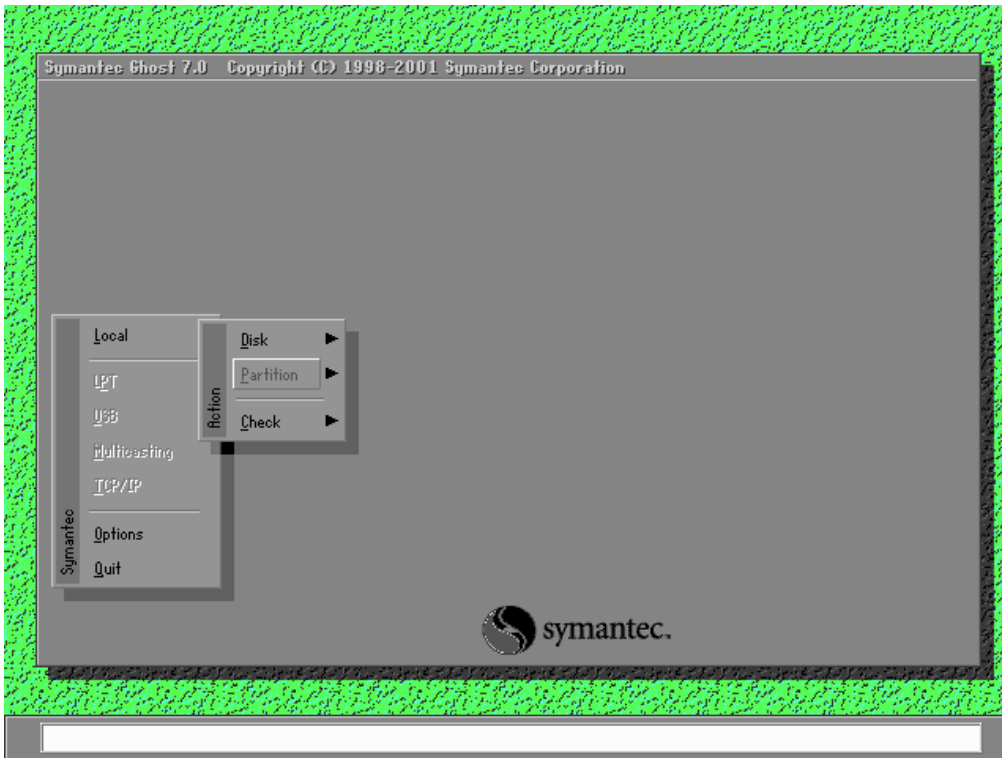 Symantec Ghost 7.0   Copyright (C) 1998-2001 Symantec Corporation
Local
LPT
USB
Multicasting
TCP/IP
Options
Quit
Symantec
Disk
Partition
Check
Action
symantec.